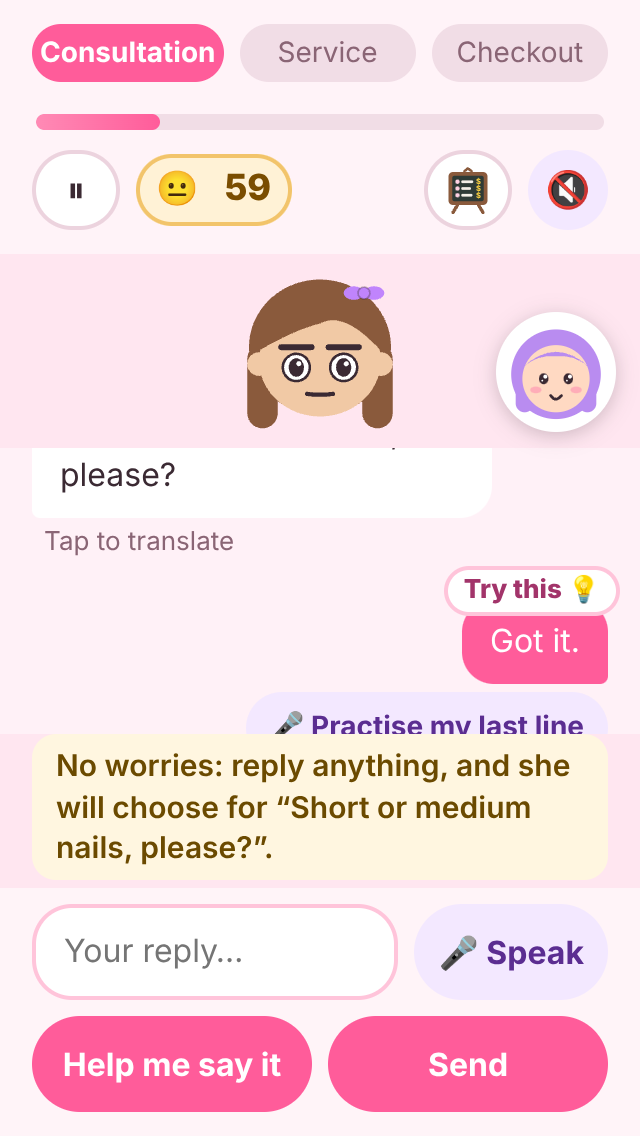 Consultation
Service
Checkout
59
please?
Tap to translate
Try this
Got it.
Practise my last line
No worries: reply anything, and she
will choose for “Short or medium
nails, please?”.
Your reply...
Speak
Help me say it
Send